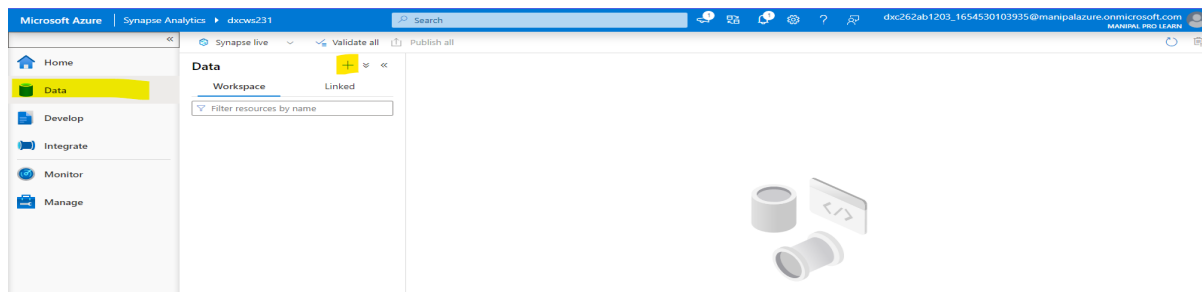 Microsoft Azure Synapse Analytics dxcws231 Search ? dxc262ab1203_1654530103935@manipalazure.onmicrosoft.com
MANIPAL PRO LEARN
Synapse live Validate all Publish all
Home
Data
Workspace Linked
Data
Filter resources by name
Develop
Integrate
Monitor
Manage